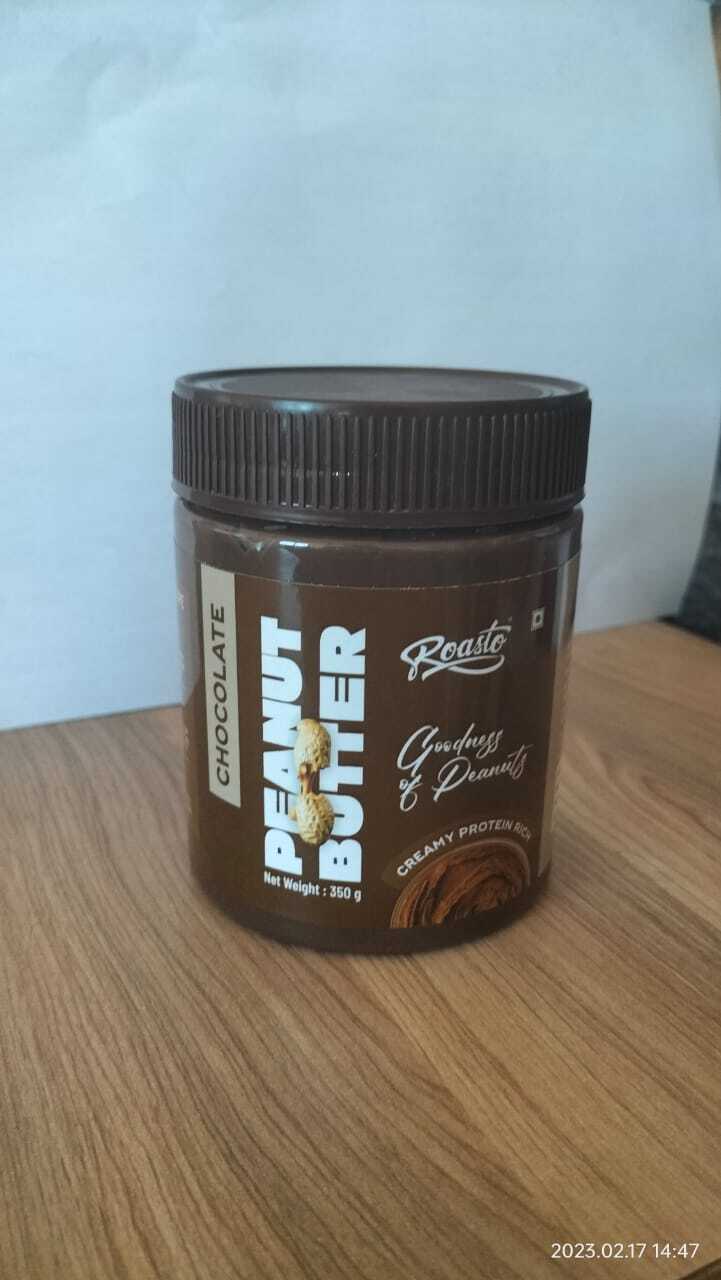 CHOCOLATE
PEANUT
BUTTER
Net Weight : 350 g
Roasto
Goodness
of Peanuts
CREAMY PROTEIN RICH
2023.02.17 14:47